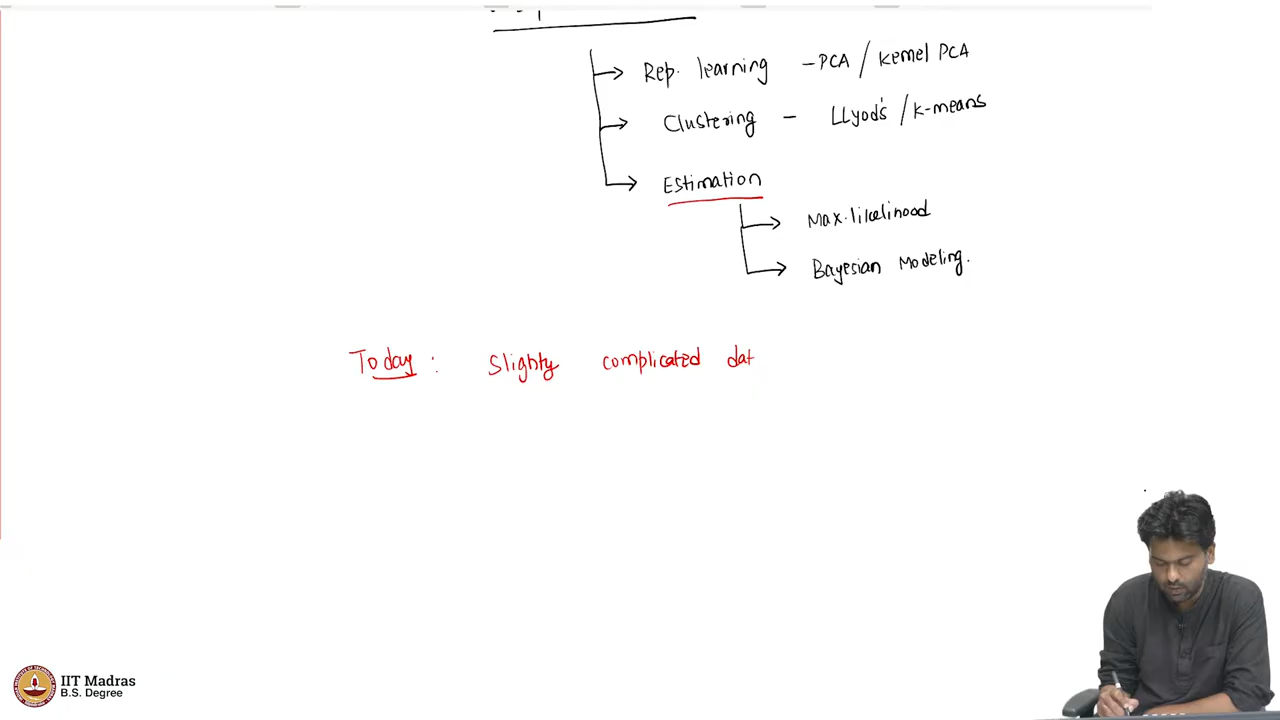 Rep. learning - PCA / Kernel PCA
Clustering - LLyod's / K-means
Estimation
Max. likelihood
Bayesian Modeling.
Today: Slighty complicated dat
IIT Madras
B.S. Degree